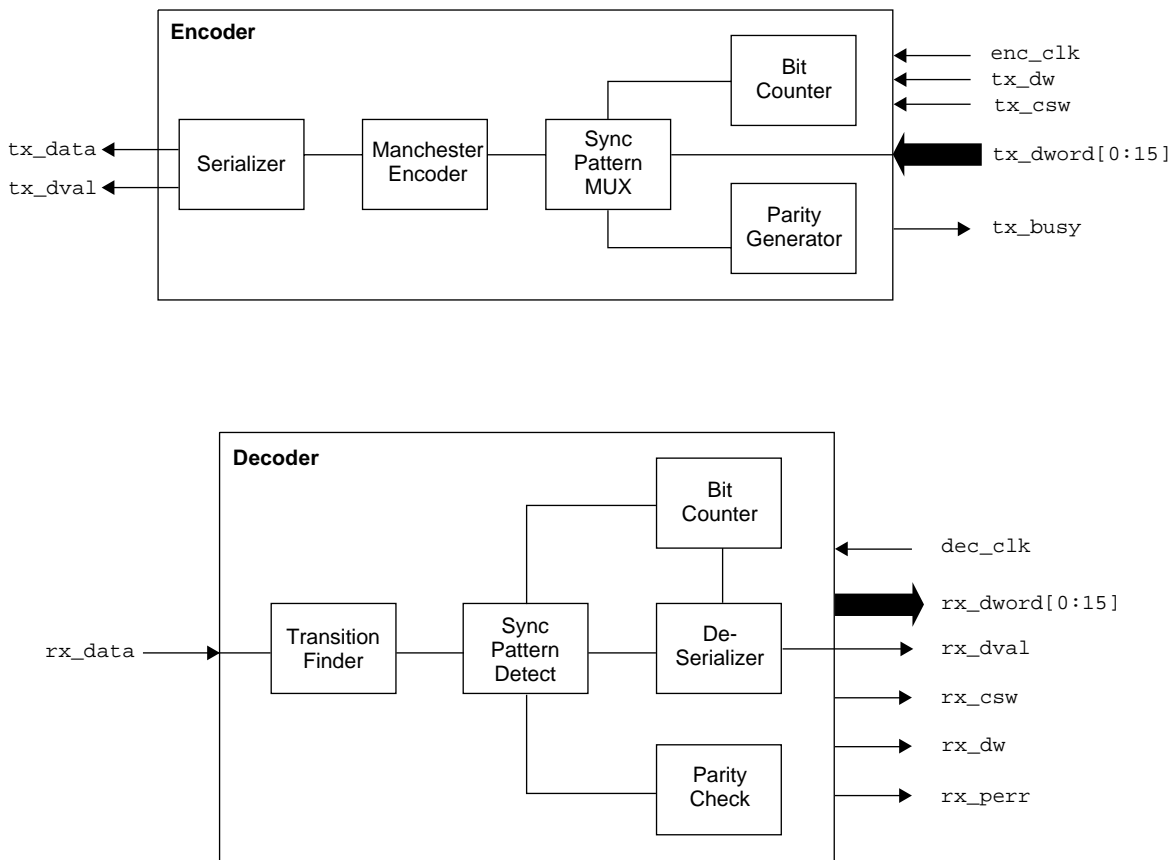 Encoder
Bit
Counter
enc_clk
tx_dw
tx_csw
tx_data
tx_dval
Serializer
Manchester
Encoder
Sync
Pattern
MUX
tx_dword[0:15]
Parity
Generator
tx_busy
Decoder
Bit
Counter
dec_clk
rx_dword[0:15]
rx_data
Transition
Finder
Sync
Pattern
Detect
De-
Serializer
rx_dval
rx_csw
rx_dw
Parity
Check
rx_perr